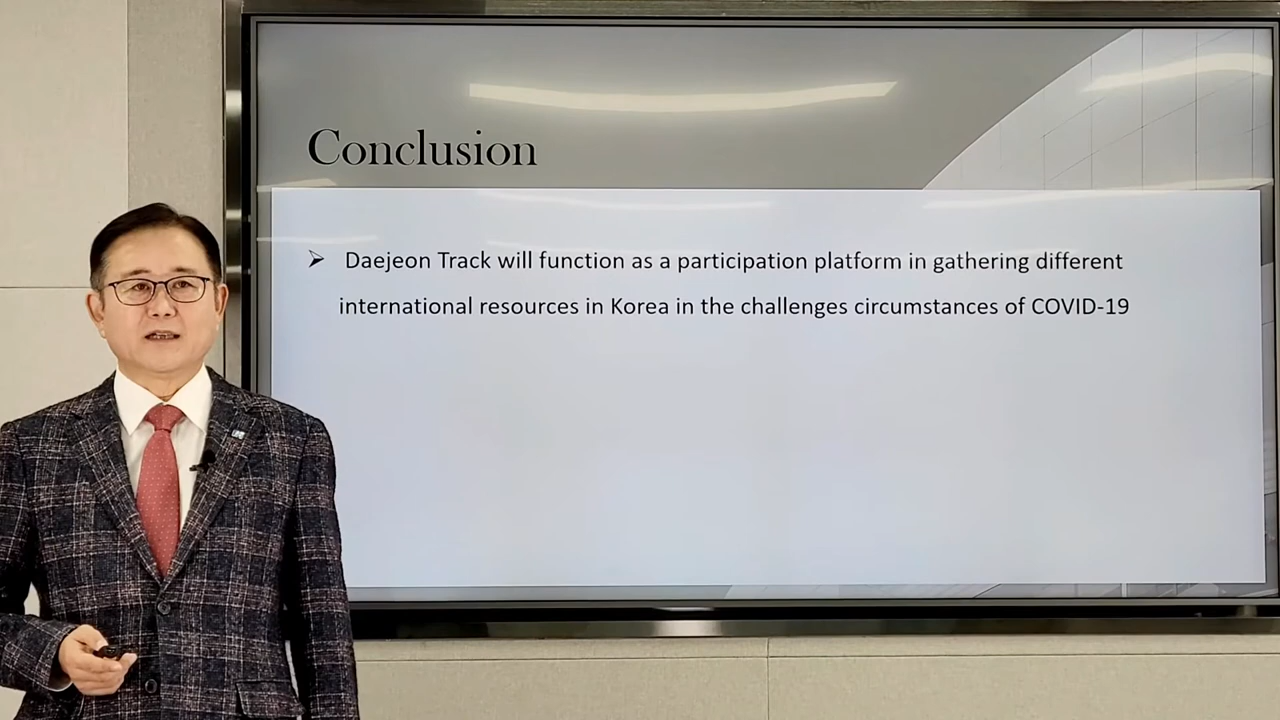 Conclusion
➢ Daejeon Track will function as a participation platform in gathering different
international resources in Korea in the challenges circumstances of COVID-19